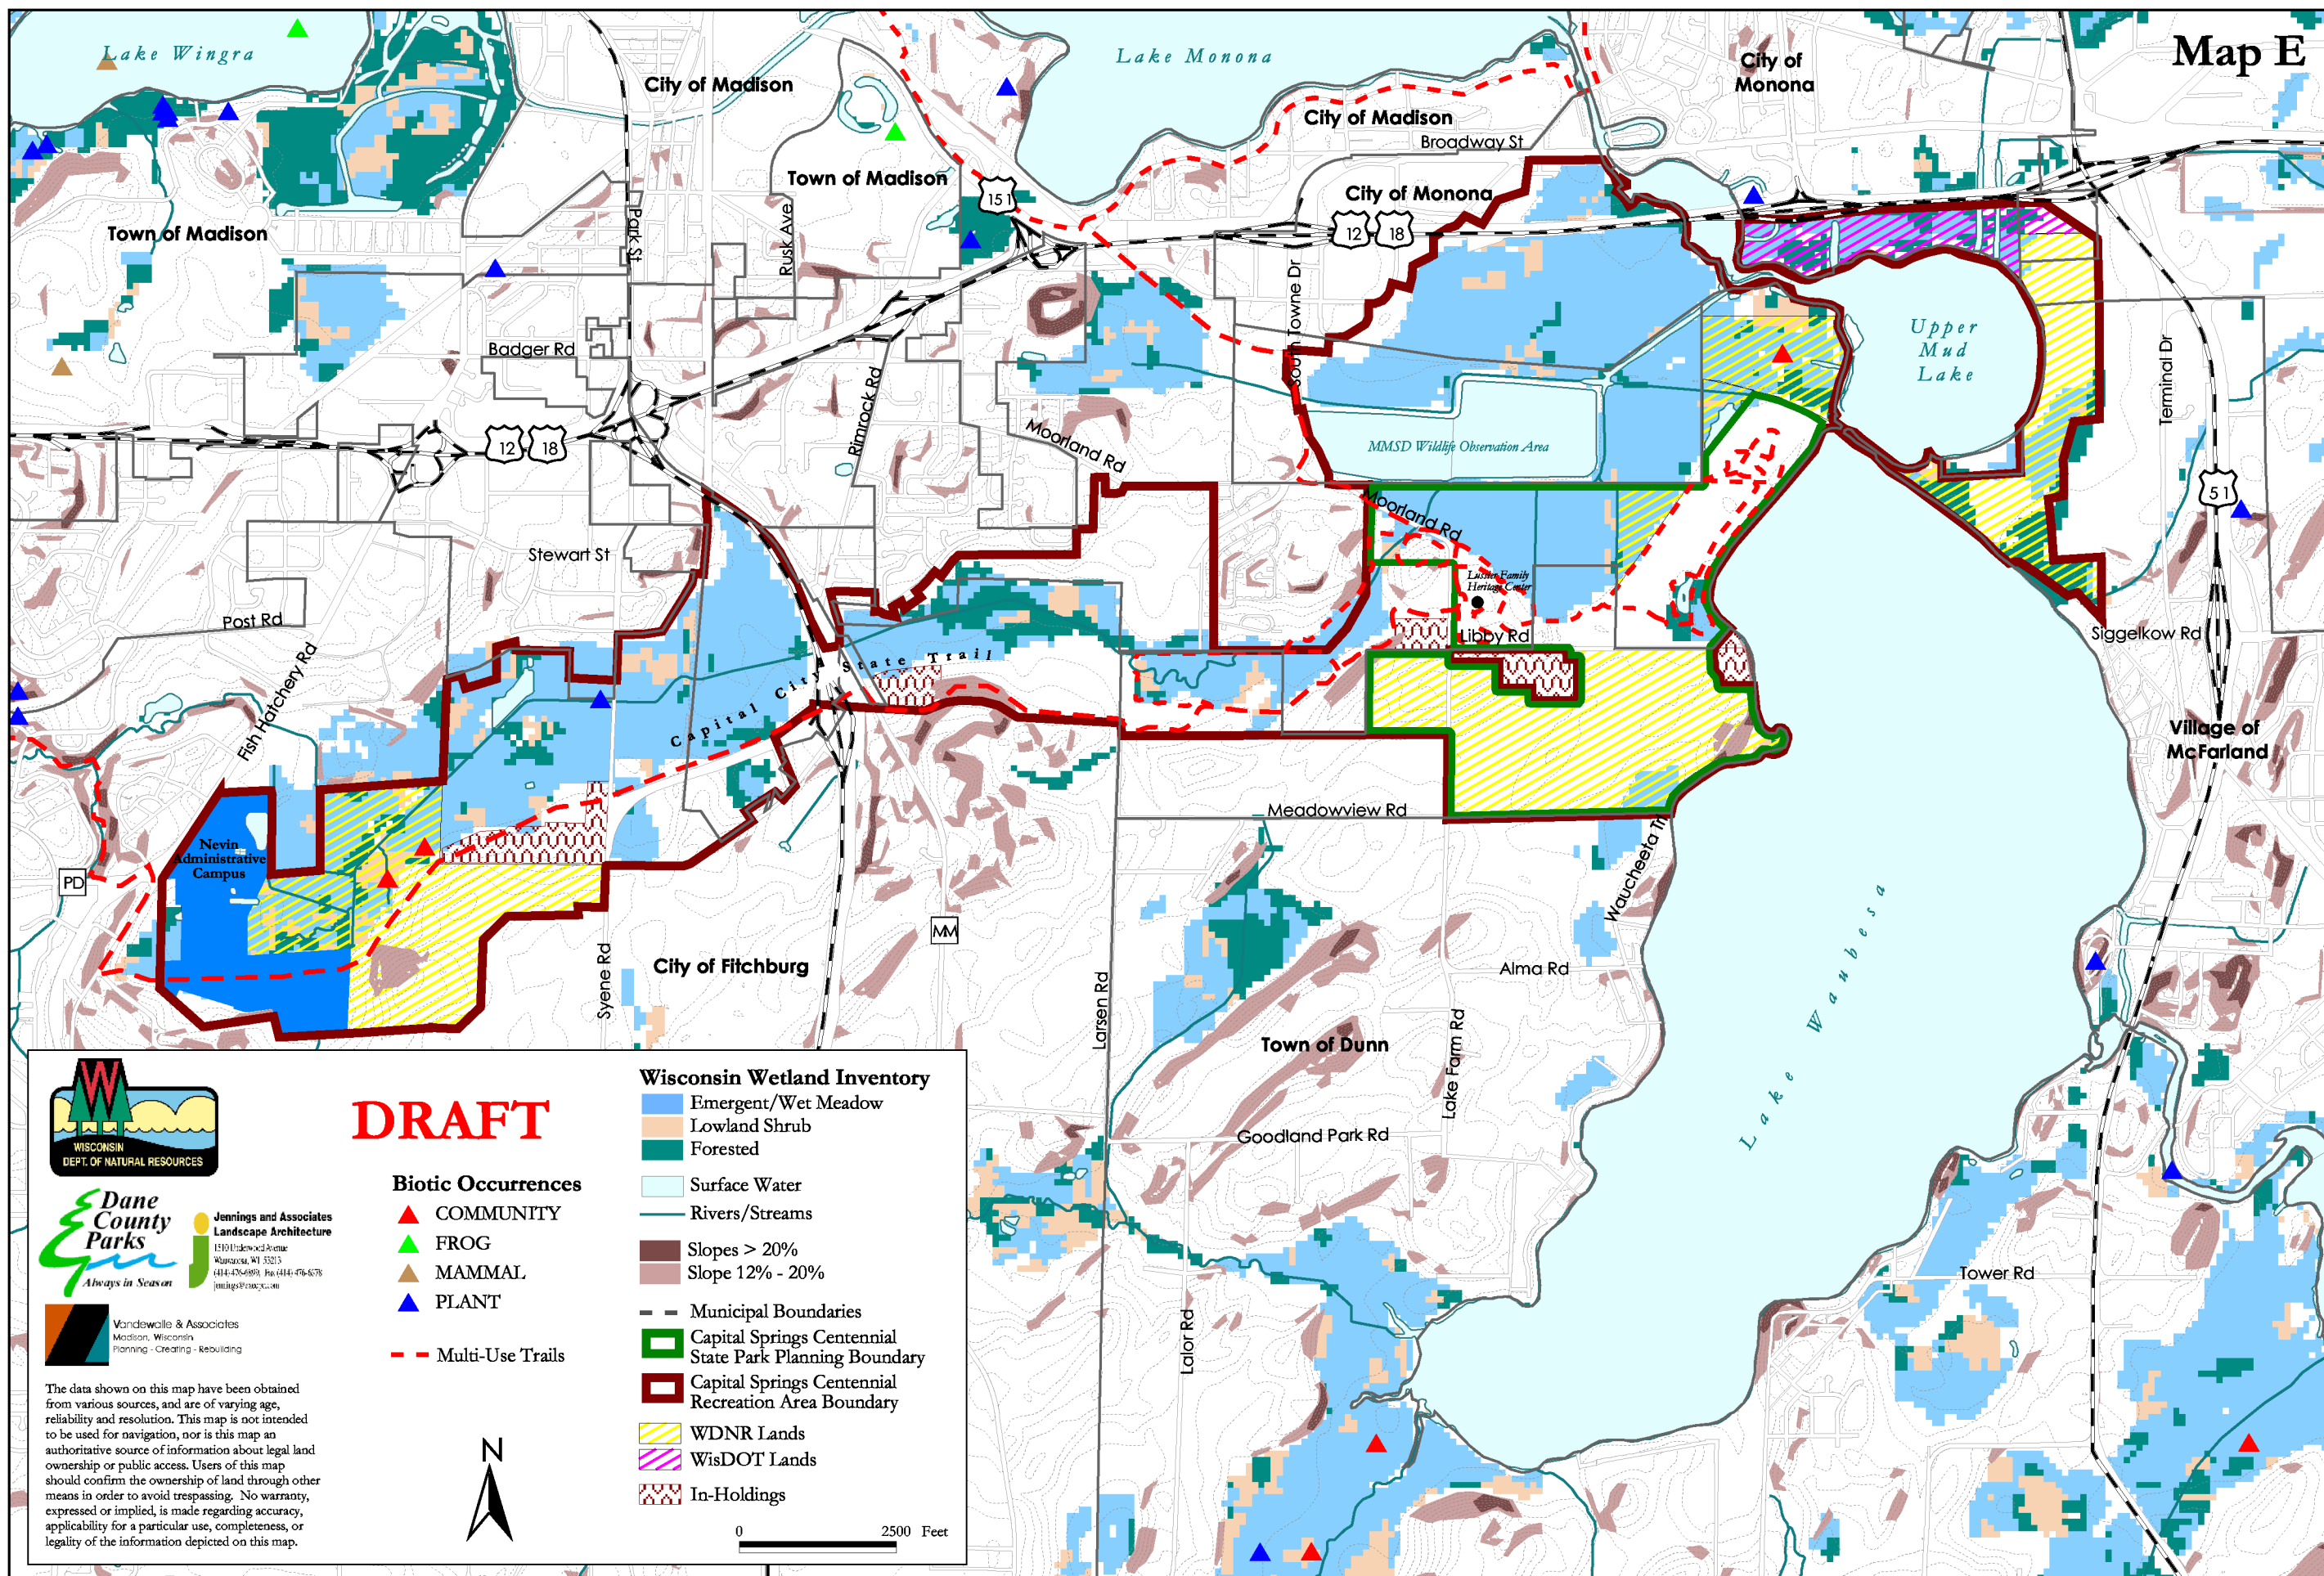 Map E
Lake Wingra
Lake Monona
City of Madison
City of
Monona
City of Madison
Broadway St
Town of Madison
151
City of Monona
12 18
Town of Madison
Park St
Rusk Ave
South Towne Dr
Upper
Mud
Lake
Badger Rd
Terminal Dr
Rimrock Rd
12 18
Moorland Rd
MMSD Wildlife Observation Area
51
Moorland Rd
Stewart St
Lussier Family
Heritage Center
Post Rd
Libby Rd
Siggelkow Rd
Fish Hatchery Rd
Capital City State Trail
Village of
McFarland
Meadowview Rd
Nevin
Administrative
Campus
PD
Waucheeta Trl
MM
Lake Waubesa
City of Fitchburg
Syene Rd
Alma Rd
Larsen Rd
Town of Dunn
Lake Farm Rd
Goodland Park Rd
Tower Rd
Lalor Rd
WISCONSIN
DEPT. OF NATURAL RESOURCES
DRAFT
Dane
County
Parks
Always in Season
Jennings and Associates
Landscape Architecture
1510 Underwood Avenue
Wauwatosa, WI 53213
Vandewalle & Associates
Madison, Wisconsin
Planning - Creating - Rebuilding
Biotic Occurrences
COMMUNITY
FROG
MAMMAL
PLANT
Multi-Use Trails
Wisconsin Wetland Inventory
Emergent/Wet Meadow
Lowland Shrub
Forested
Surface Water
Rivers/Streams
Slopes > 20%
Slope 12% - 20%
Municipal Boundaries
Capital Springs Centennial
State Park Planning Boundary
Capital Springs Centennial
Recreation Area Boundary
WDNR Lands
WisDOT Lands
In-Holdings
0 2500 Feet
N
The data shown on this map have been obtained
from various sources, and are of varying age,
reliability and resolution. This map is not intended
to be used for navigation, nor is this map an
authoritative source of information about legal land
ownership or public access. Users of this map
should confirm the ownership of land through other
means in order to avoid trespassing. No warranty,
expressed or implied, is made regarding accuracy,
applicability for a particular use, completeness, or
legality of the information depicted on this map.